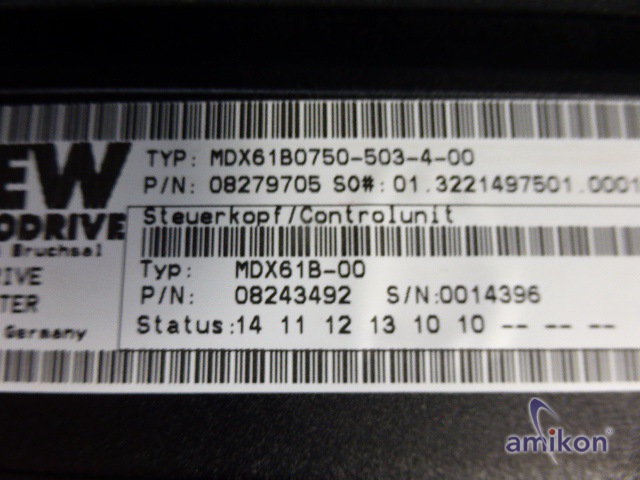 EW
TYP: MDX61B0750-503-4-00
P/N: 08279705 SO#: 01.3221497501.0001
ODRIVE
Steuerkopf/Controlunit
Bruchsal
Typ: MDX61B-00
IVE
P/N: 08243492 S/N:0014396
TER
Status:14 11 12 13 10 10 -- -- --
Germany
amikon